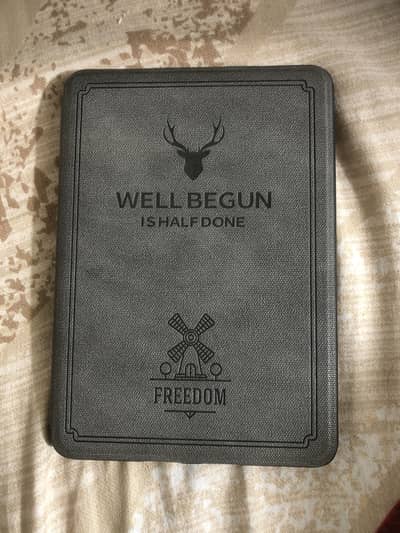 WELL BEGUN
IS HALF DONE
FREEDOM